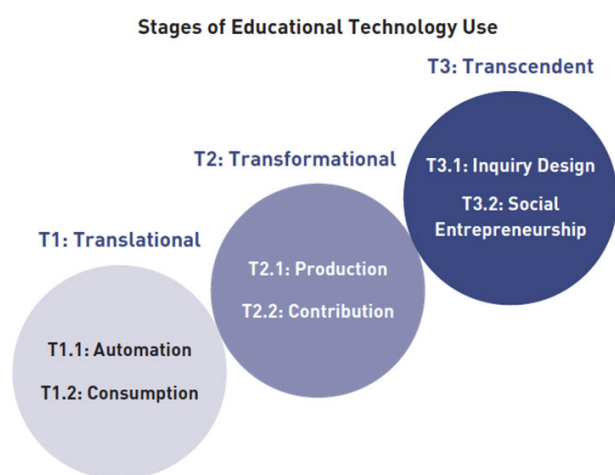 Stages of Educational Technology Use
T3: Transcendent
T3.1: Inquiry Design
T3.2: Social
Entrepreneurship
T2: Transformational
T2.1: Production
T2.2: Contribution
T1: Translational
T1.1: Automation
T1.2: Consumption